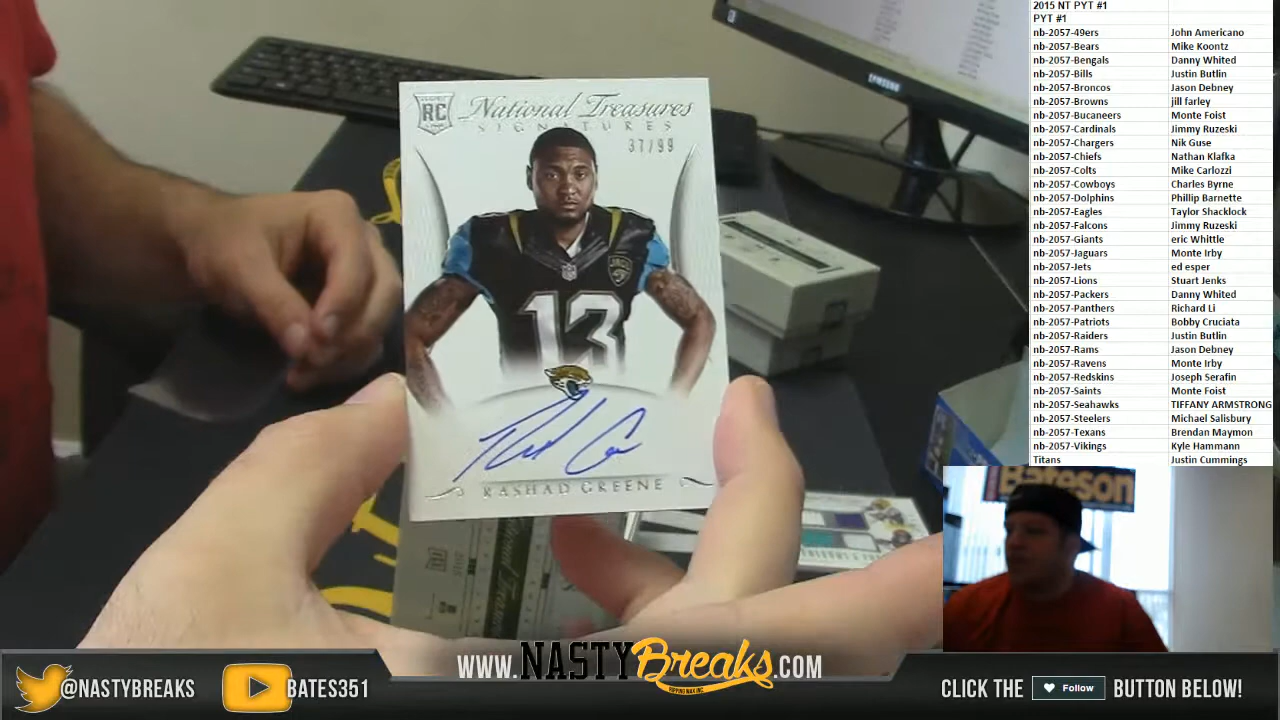 RC
National Treasures
SIGNATURES
37/99
JAGS
13
RASHAD GREENE
SAMSUNG
2015 NT PYT #1
PYT #1
nb-2057-49ers John Americano
nb-2057-Bears Mike Koontz
nb-2057-Bengals Danny Whited
nb-2057-Bills Justin Butlin
nb-2057-Broncos Jason Debney
nb-2057-Browns jill farley
nb-2057-Bucaneers Monte Foist
nb-2057-Cardinals Jimmy Ruzeski
nb-2057-Chargers Nik Guse
nb-2057-Chiefs Nathan Klafka
nb-2057-Colts Mike Carlozzi
nb-2057-Cowboys Charles Byrne
nb-2057-Dolphins Phillip Barnette
nb-2057-Eagles Taylor Shacklock
nb-2057-Falcons Jimmy Ruzeski
nb-2057-Giants eric Whittle
nb-2057-Jaguars Monte Irby
nb-2057-Jets ed esper
nb-2057-Lions Stuart Jenks
nb-2057-Packers Danny Whited
nb-2057-Panthers Richard Li
nb-2057-Patriots Bobby Cruciata
nb-2057-Raiders Justin Butlin
nb-2057-Rams Jason Debney
nb-2057-Ravens Monte Irby
nb-2057-Redskins Joseph Serafin
nb-2057-Saints Monte Foist
nb-2057-Seahawks TIFFANY ARMSTRONG
nb-2057-Steelers Michael Salisbury
nb-2057-Texans Brendan Maymon
nb-2057-Vikings Kyle Hammann
Titans Justin Cummings
Bateson
@NASTYBREAKS
BATES351
WWW.NASTYBreaks.COM
RIPPING WAX INC.
CLICK THE Follow BUTTON BELOW!